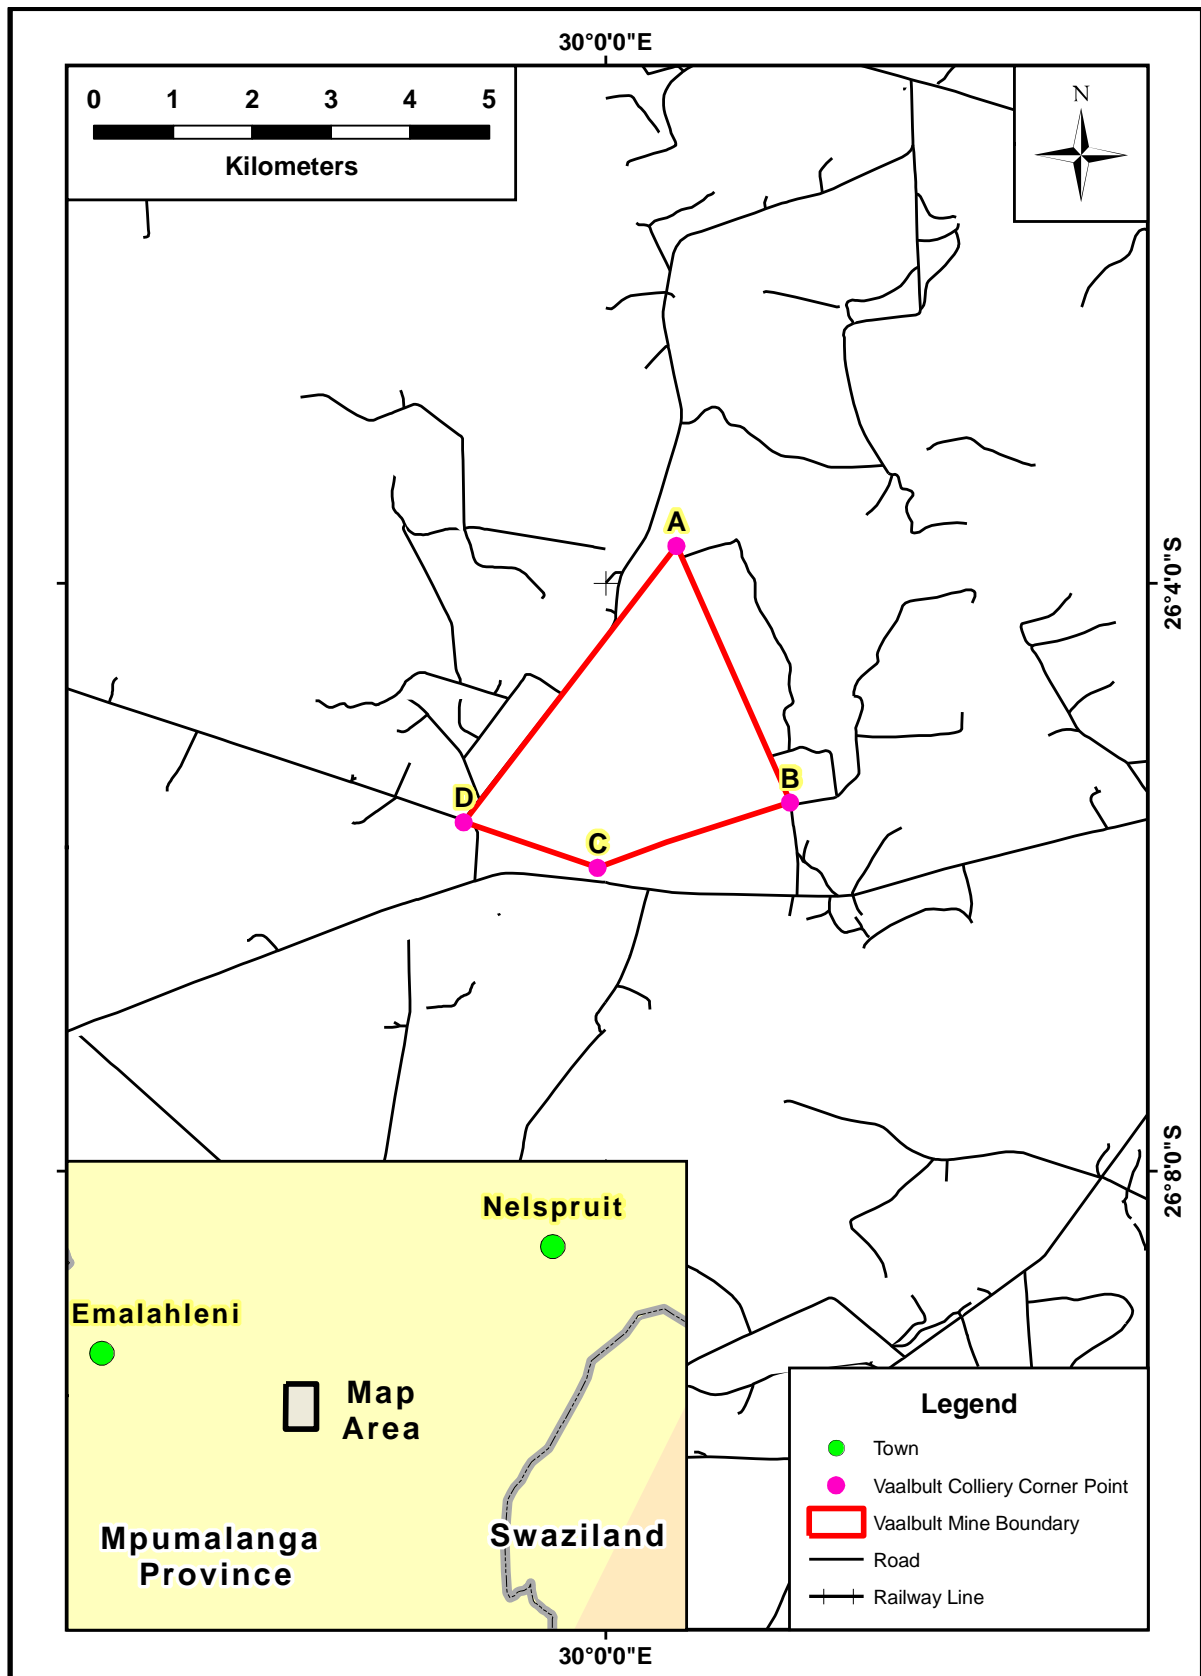 30°0'0"E
0 1 2 3 4 5
Kilometers
N
A
26°4'0"S
B
D
C
26°8'0"S
Nelspruit
Emalahleni
Map
Area
Swaziland
Mpumalanga
Province
Legend
Town
Vaalbult Colliery Corner Point
Vaalbult Mine Boundary
Road
Railway Line
30°0'0"E